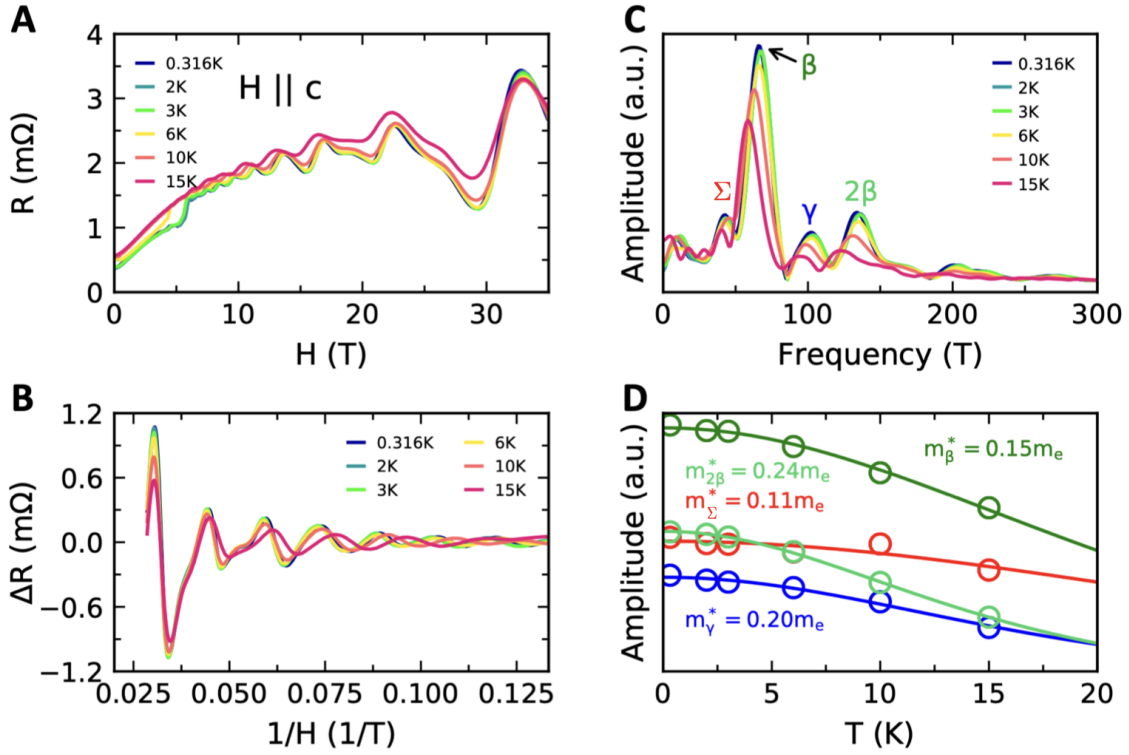 A
4
3
2
1
0
R (mΩ)
0.316K
2K
3K
6K
10K
15K
H || c
0
10
20
30
H (T)
C
Amplitude (a.u.)
β
Σ
γ
2β
0.316K
2K
3K
6K
10K
15K
0
100
200
300
Frequency (T)
B
1.2
0.6
0.0
−0.6
−1.2
ΔR (mΩ)
0.316K
2K
3K
6K
10K
15K
0.025
0.050
0.075
0.100
0.125
1/H (1/T)
D
Amplitude (a.u.)
m*β = 0.15me
m*2β = 0.24me
m*Σ = 0.11me
m*γ = 0.20me
0
5
10
15
20
T (K)